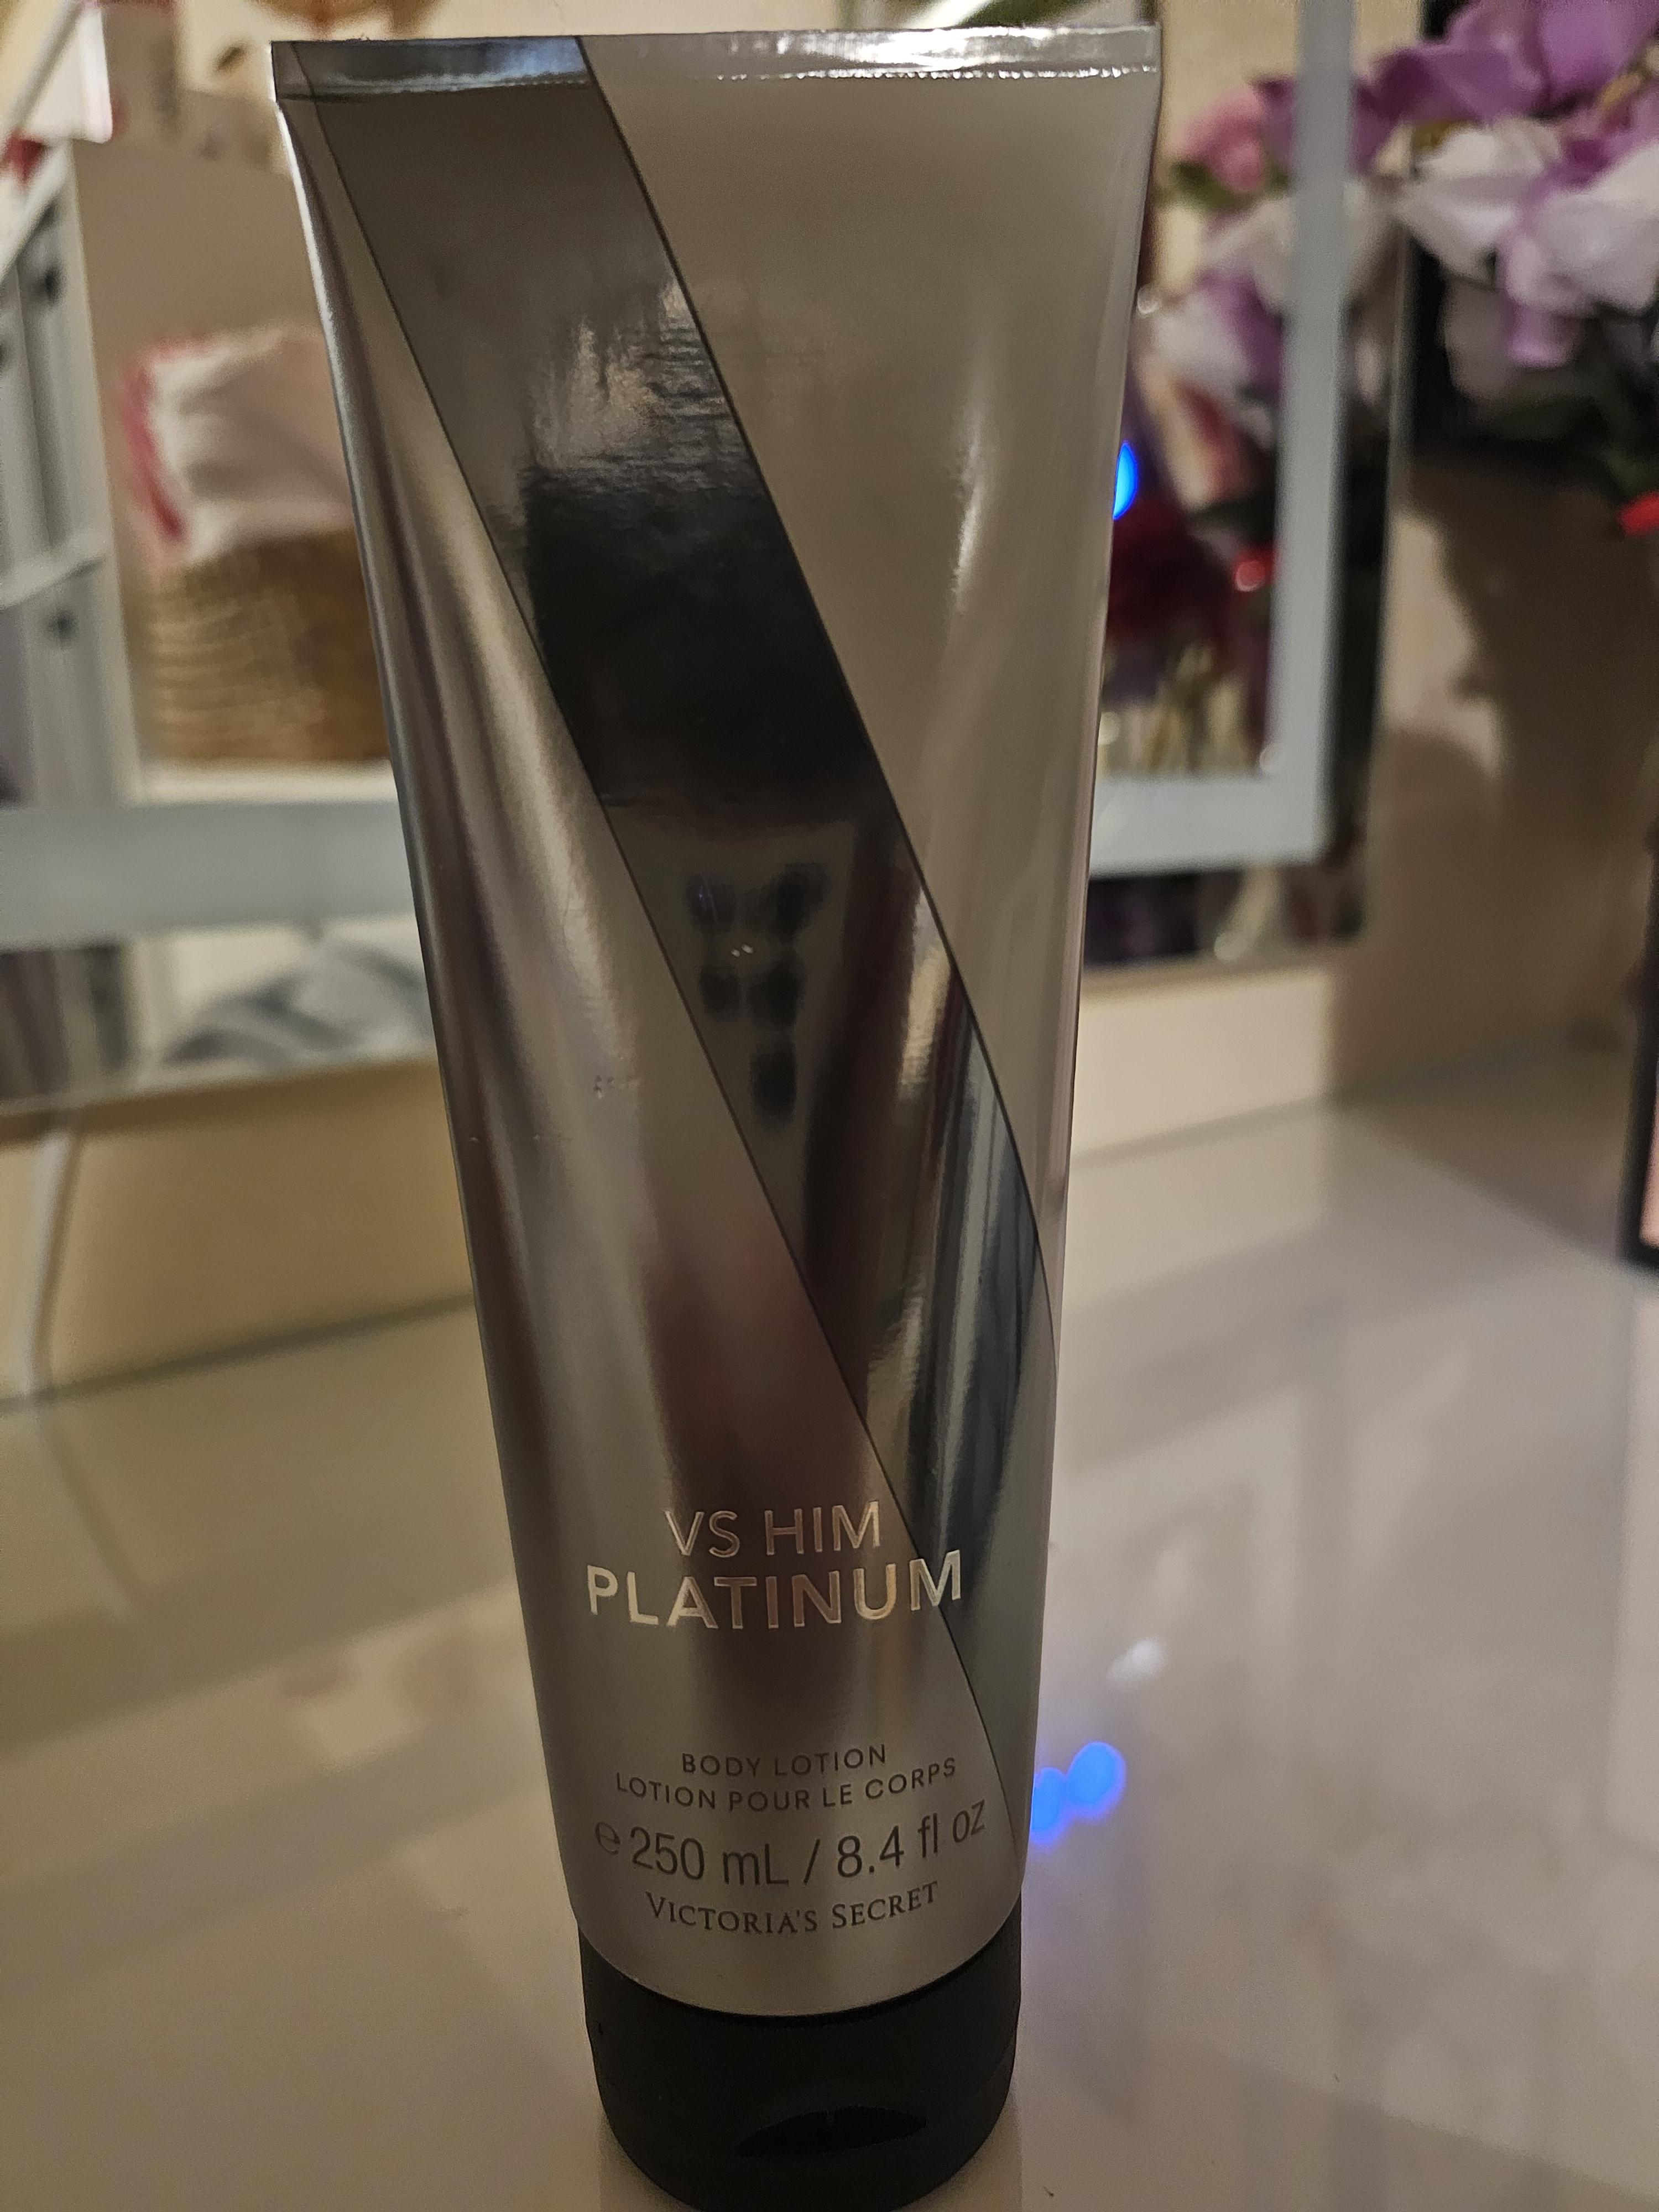 VS HIM
PLATINUM
BODY LOTION
LOTION POUR LE CORPS
℮ 250 mL / 8.4 fl oz
VICTORIA'S SECRET